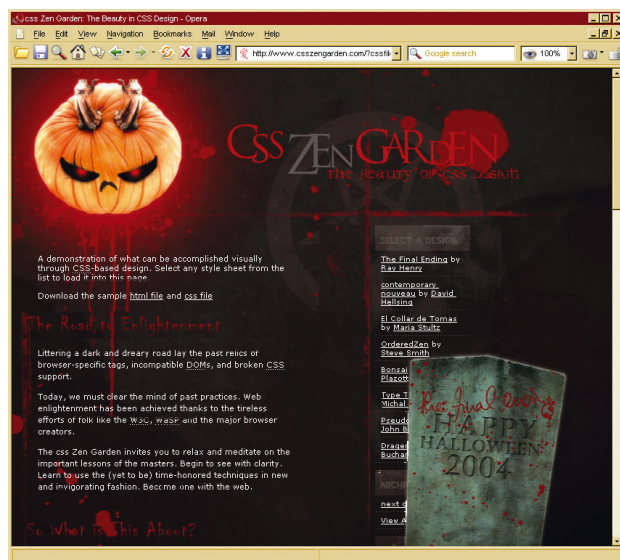 css Zen Garden: The Beauty in CSS Design - Opera
File Edit View Navigation Bookmarks Mail Window Help
http://www.csszengarden.com/?cssfil
Google search
100%
CSS ZEN GARDEN
The Beauty of CSS Design
A demonstration of what can be accomplished visually
through CSS-based design. Select any style sheet from the
list to load it into this page.
Download the sample html file and css file
The Road to Enlightenment
Littering a dark and dreary road lay the past relics of
browser-specific tags, incompatible DOMs, and broken CSS
support.
Today, we must clear the mind of past practices. Web
enlightenment has been achieved thanks to the tireless
efforts of folk like the W3C, WaSP and the major browser
creators.
The css Zen Garden invites you to relax and meditate on the
important lessons of the masters. Begin to see with clarity.
Learn to use the (yet to be) time-honored techniques in new
and invigorating fashion. Become one with the web.
So What is This About?
SELECT A DESIGN
The Final Ending by
Ray Henry
contemporary
nouveau by David
Hellsing
El Collar de Tomas
by Maria Stultz
OrderedZen by
Steve Smith
Bonsai
Plazott
Type T
Michal
Pseudo
John B
Drage
Bucha
ARCHI
next d
View A
the final ending
HAPPY
HALLOWEEN
2004